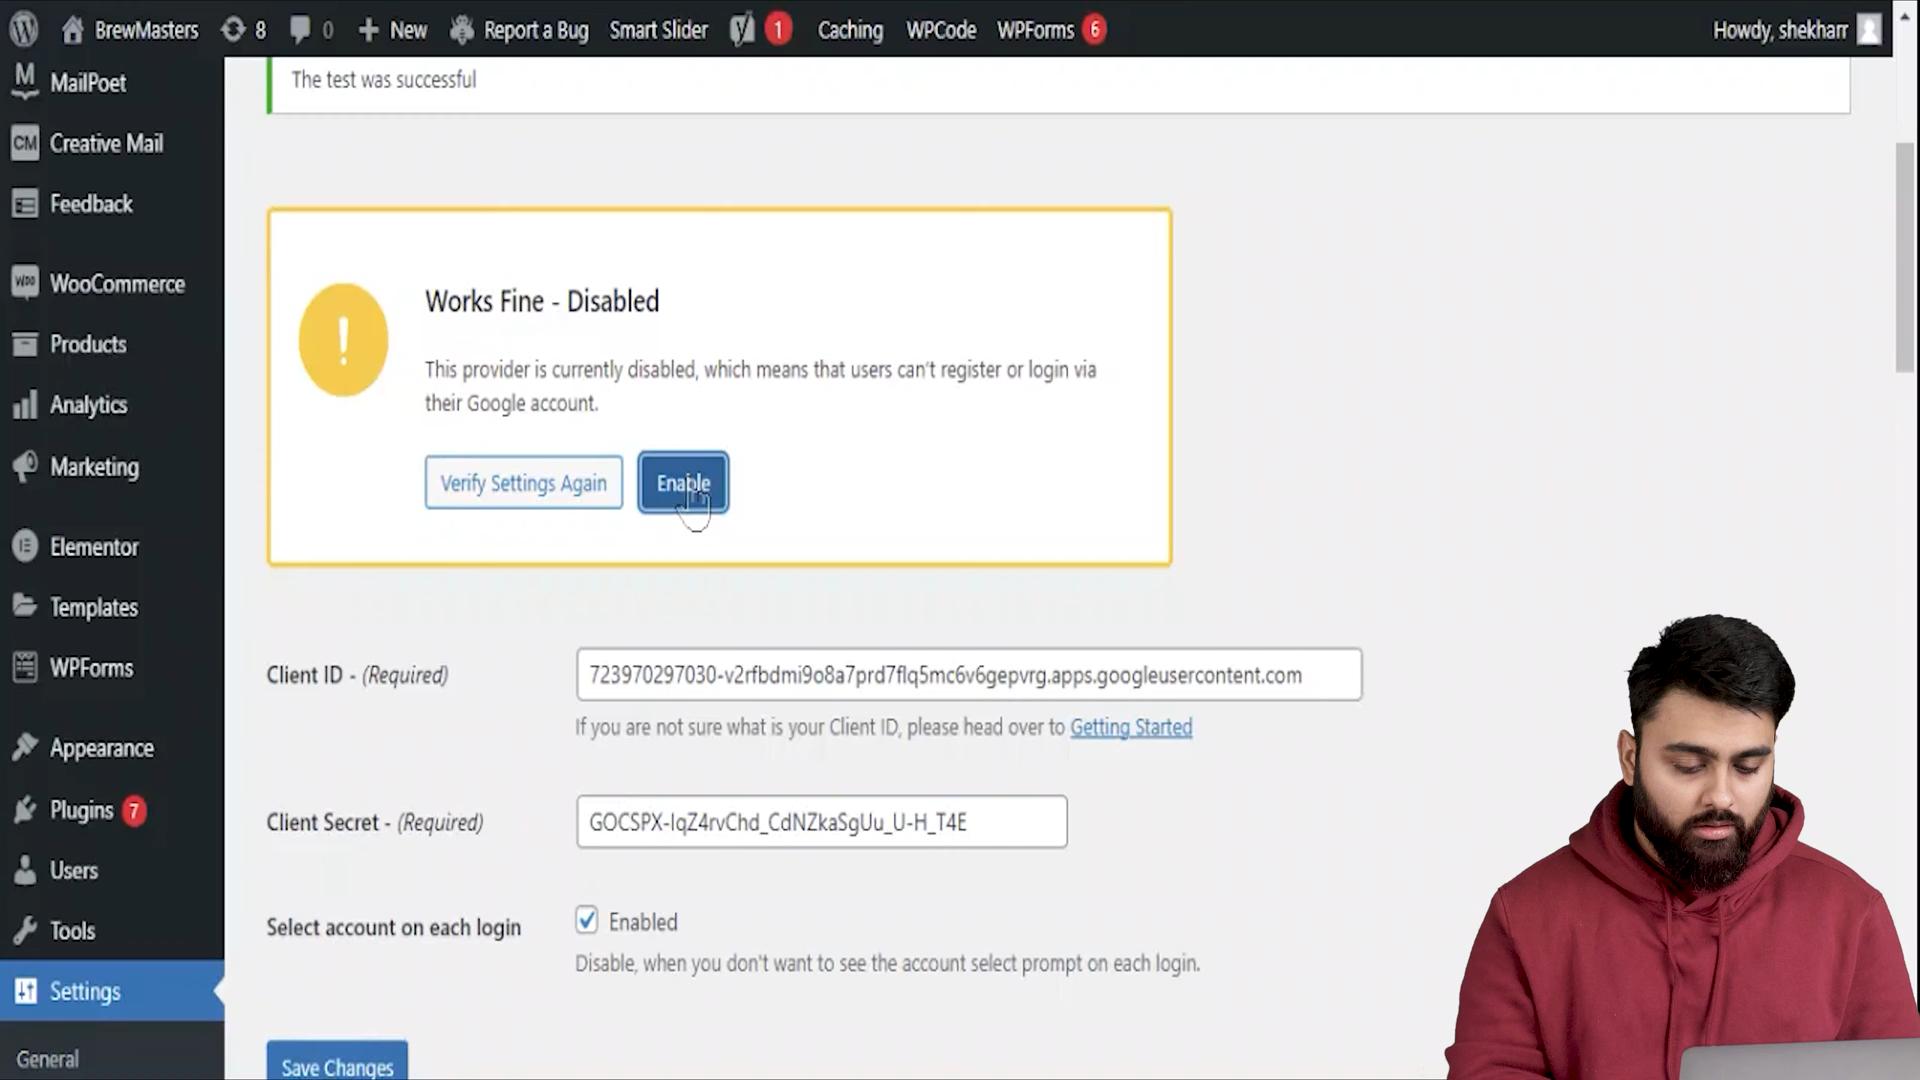 BrewMasters 8 0 New Report a Bug Smart Slider 1 Caching WPCode WPForms 6 Howdy, shekharr
MailPoet
Creative Mail
Feedback
WooCommerce
Products
Analytics
Marketing
Elementor
Templates
WPForms
Appearance
Plugins 7
Users
Tools
Settings
General
The test was successful
Works Fine - Disabled
This provider is currently disabled, which means that users can't register or login via
their Google account.
Verify Settings Again Enable
Client ID - (Required) 723970297030-v2rfbdmi9o8a7prd7flq5mc6v6gepvrg.apps.googleusercontent.com
If you are not sure what is your Client ID, please head over to Getting Started
Client Secret - (Required) 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
Select account on each login Enabled
Disable, when you don't want to see the account select prompt on each login.
Save Changes